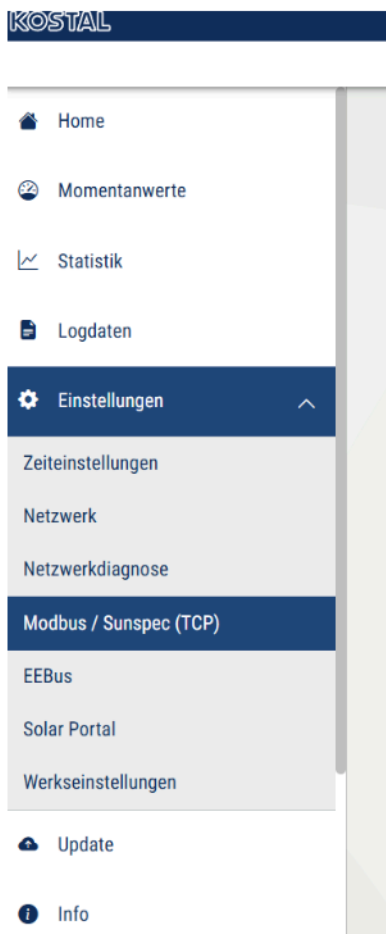 KOSTAL
Home
Momentanwerte
Statistik
Logdaten
Einstellungen
Zeiteinstellungen
Netzwerk
Netzwerkdiagnose
Modbus / Sunspec (TCP)
EEBus
Solar Portal
Werkseinstellungen
Update
Info